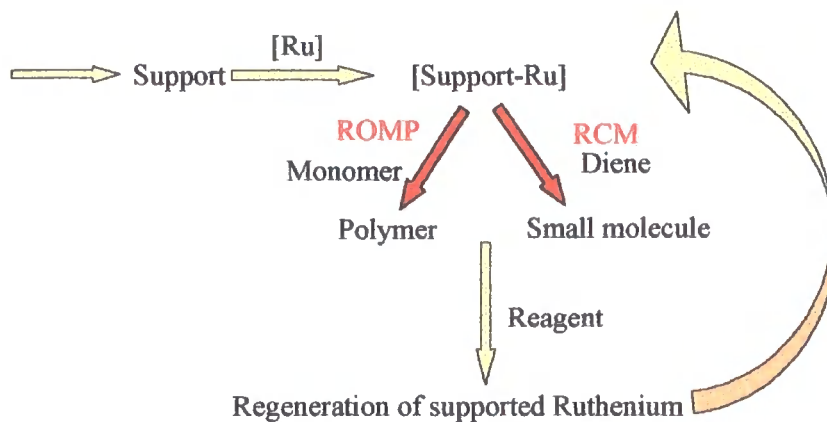 [Ru]
Support
[Support-Ru]
ROMP
RCM
Monomer
Diene
Polymer
Small molecule
Reagent
Regeneration of supported Ruthenium